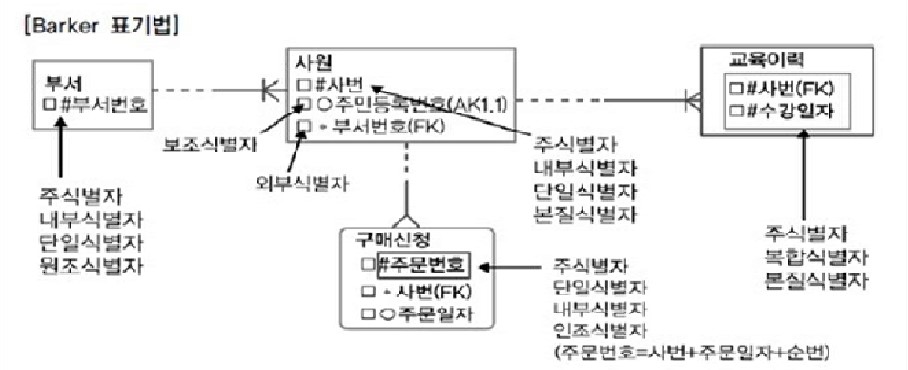 [Barker 표기법]
부서
□ #부서번호
주식별자
내부식별자
단일식별자
원조식별자
사원
□ #사번
□ ○주민등록번호(AK1.1)
□ * 부서번호(FK)
보조식별자
외부식별자
주식별자
내부식별자
단일식별자
본질식별자
교육이력
□ #사번(FK)
□ #수강일자
주식별자
복합식별자
본질식별자
구매신청
□ #주문번호
□ * 사번(FK)
□ ○주문일자
주식별자
단일식별자
내부식별자
인조식별자
(주문번호=사번+주문일자+순번)